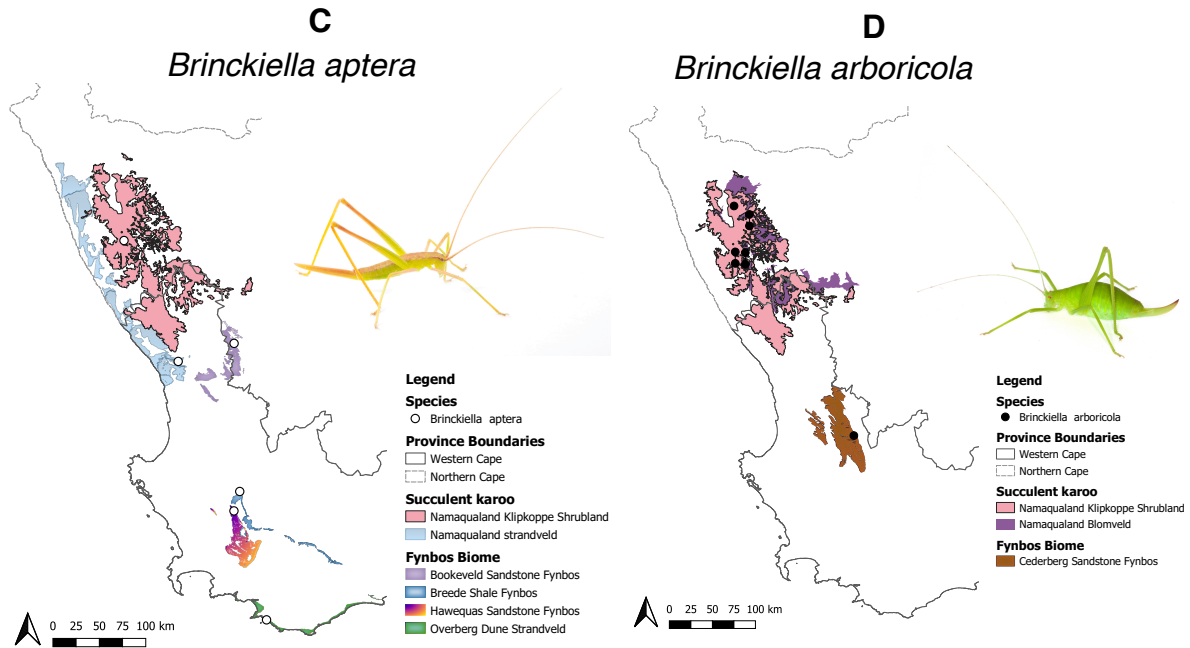 C
Brinckiella aptera
Legend
Species
Brinckiella aptera
Province Boundaries
Western Cape
Northern Cape
Succulent karoo
Namaqualand Klipkoppe Shrubland
Namaqualand strandveld
Fynbos Biome
Bookeveld Sandstone Fynbos
Breede Shale Fynbos
Hawequas Sandstone Fynbos
Overberg Dune Strandveld
0 25 50 75 100 km
D
Brinckiella arboricola
Legend
Species
Brinckiella arboricola
Province Boundaries
Western Cape
Northern Cape
Succulent karoo
Namaqualand Klipkoppe Shrubland
Namaqualand Blomveld
Fynbos Biome
Cederberg Sandstone Fynbos
0 25 50 75 100 km